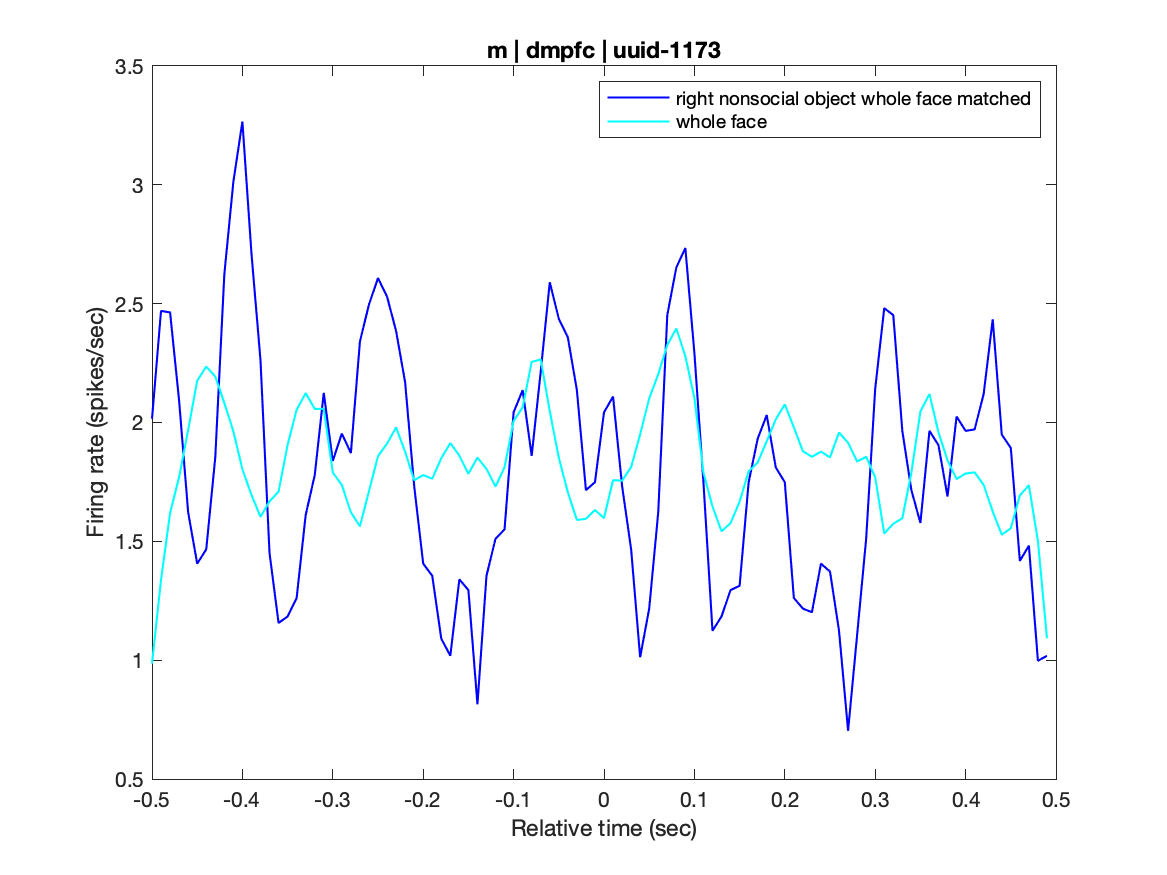 m | dmpfc | uuid-1173
right nonsocial object whole face matched
whole face
Firing rate (spikes/sec)
3.5
3
2.5
2
1.5
1
0.5
-0.5 -0.4 -0.3 -0.2 -0.1 0 0.1 0.2 0.3 0.4 0.5
Relative time (sec)